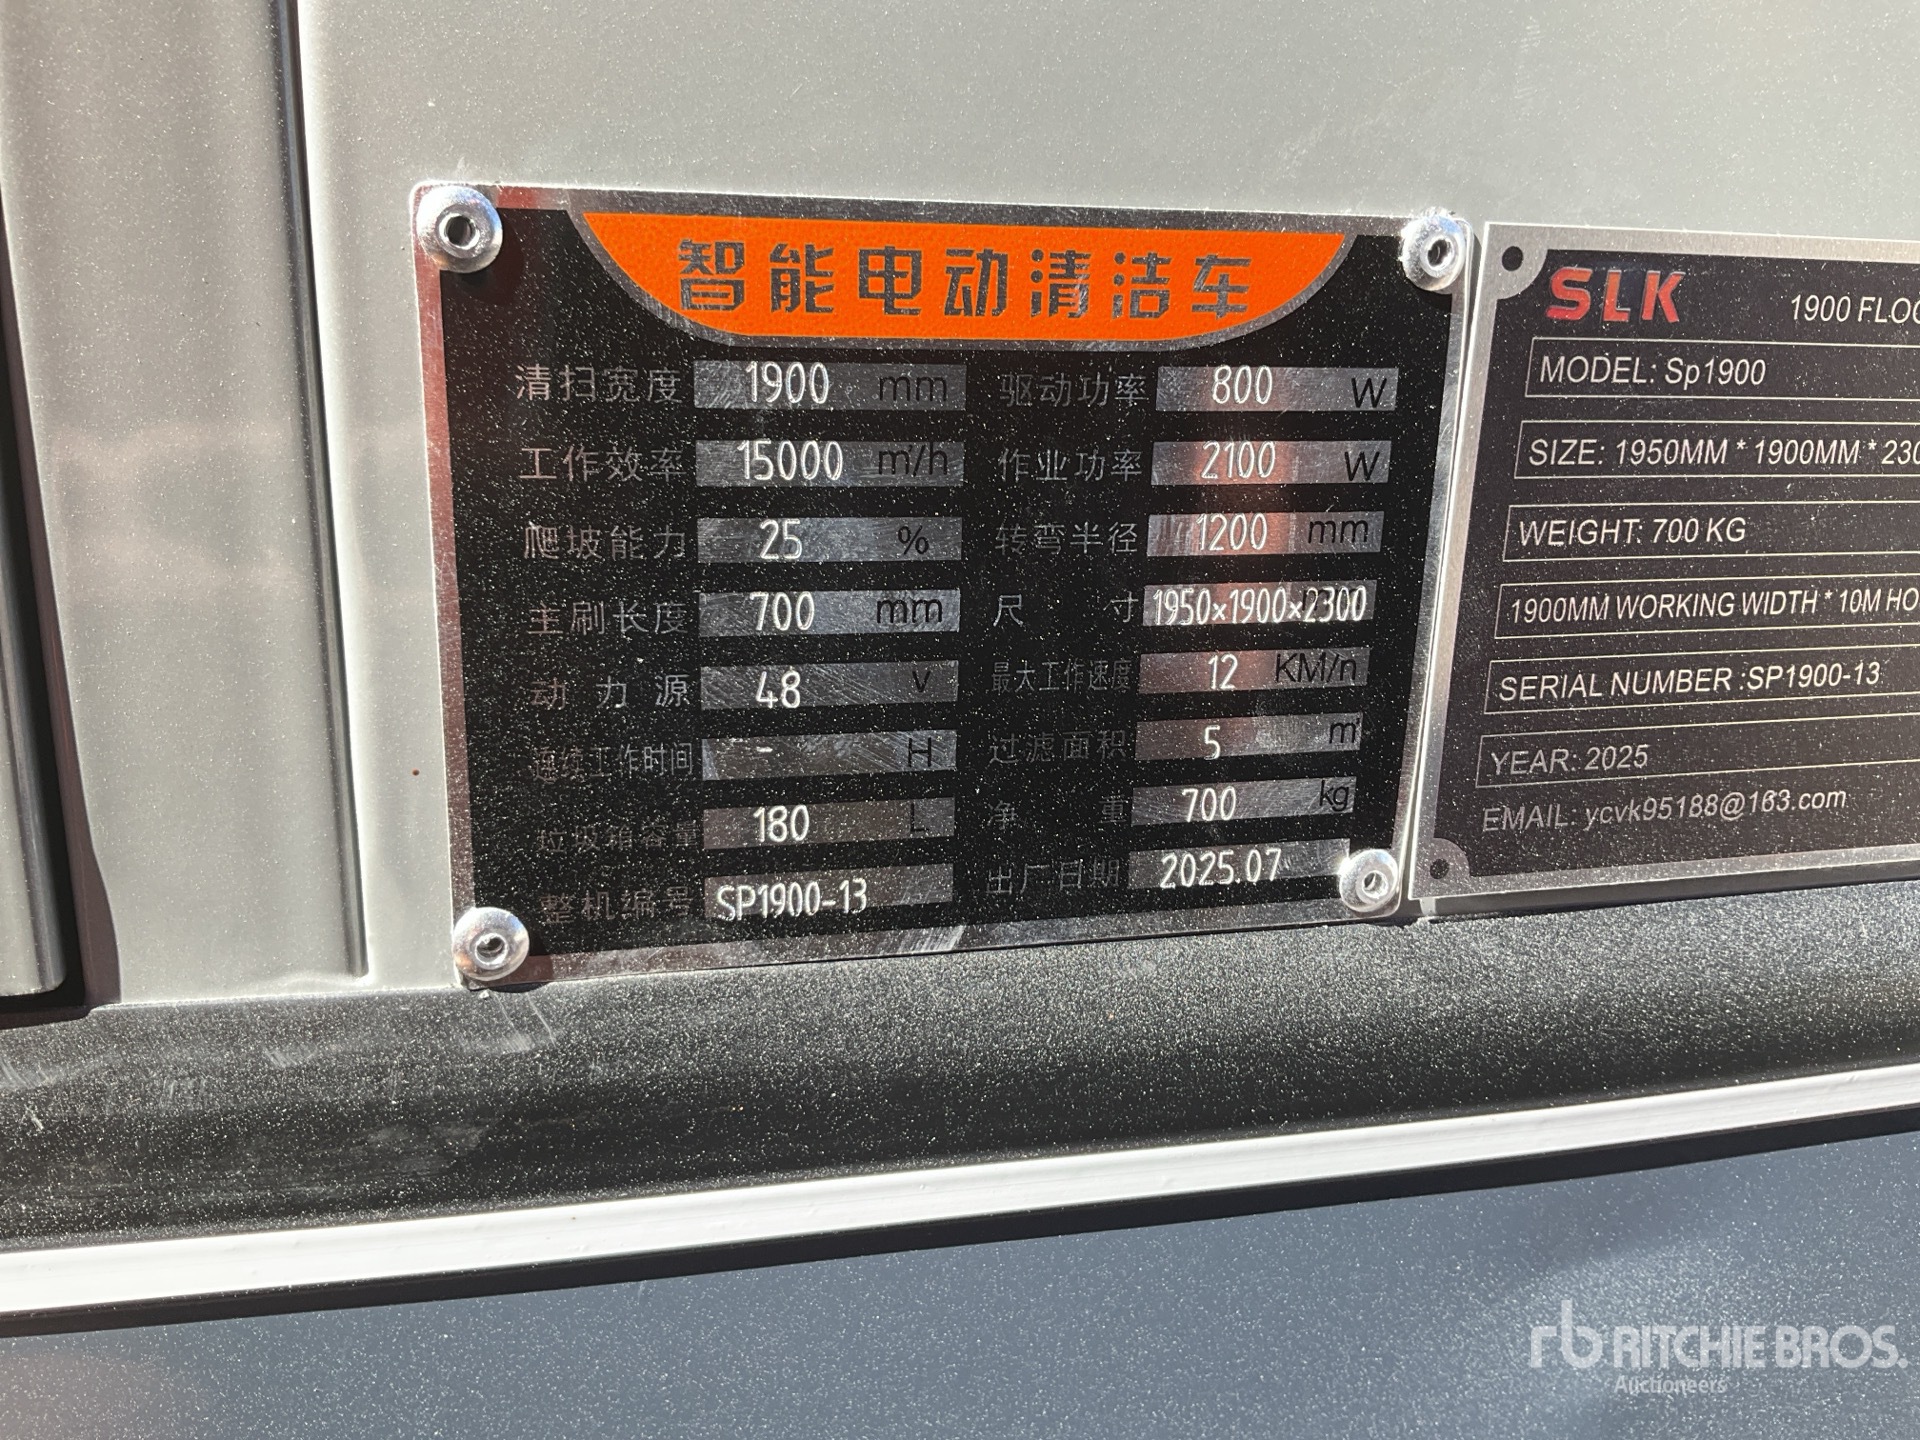 智能电动清洁车
清扫宽度 1900 mm 驱动功率 800 W
工作效率 15000 m²/h 作业功率 2100 W
爬坡能力 25 % 转弯半径 1200 mm
主刷长度 700 mm 尺寸 1950×1900×2300
动力源 48 V 最大工作速度 12 KM/h
连续工作时间 - H 过滤面积 5 m²
垃圾箱容量 180 L 净重 700 kg
整机编号 SP1900-13 出厂日期 2025.07
SLK 1900 FLOO
MODEL: Sp1900
SIZE: 1950MM * 1900MM * 230
WEIGHT: 700 KG
1900MM WORKING WIDTH * 10M HO
SERIAL NUMBER :SP1900-13
YEAR: 2025
EMAIL: ycvk95188@163.com
rb RITCHIE BROS.
Auctioneers